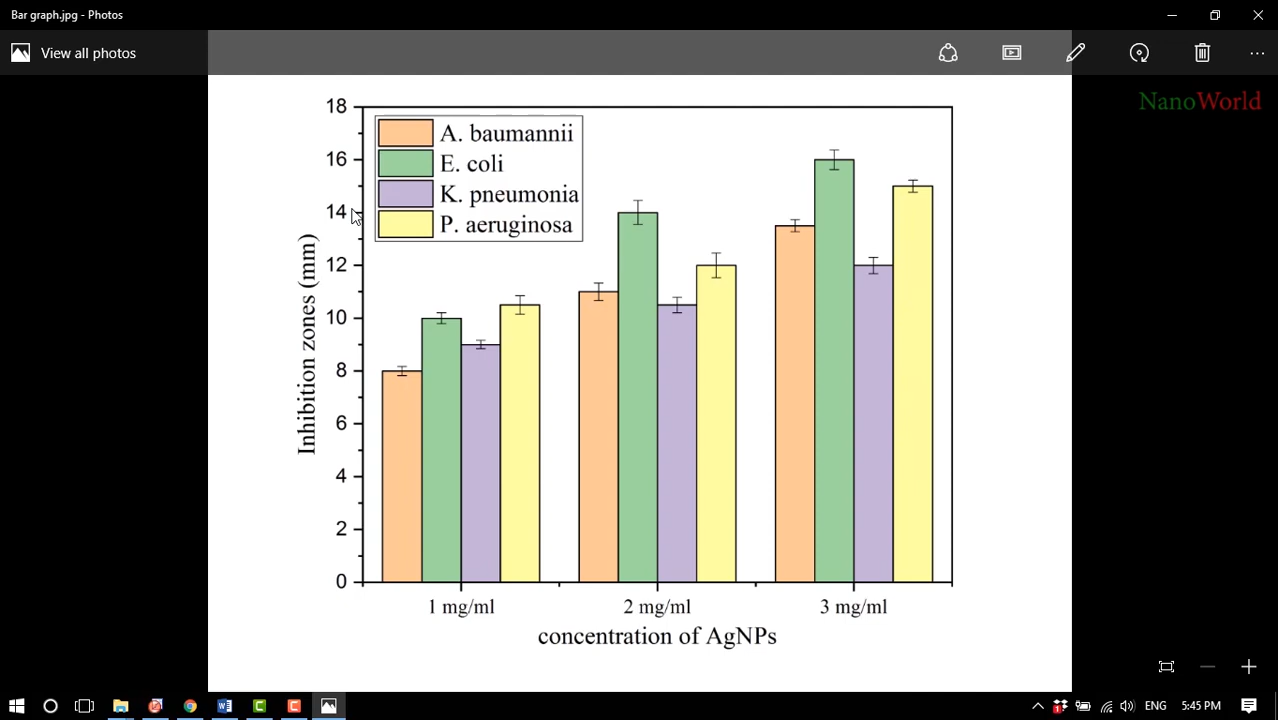 Bar graph.jpg - Photos
View all photos
NanoWorld
18
16
14
12
10
8
6
4
2
0
Inhibition zones (mm)
A. baumannii
E. coli
K. pneumonia
P. aeruginosa
1 mg/ml
2 mg/ml
3 mg/ml
concentration of AgNPs
ENG
5:45 PM